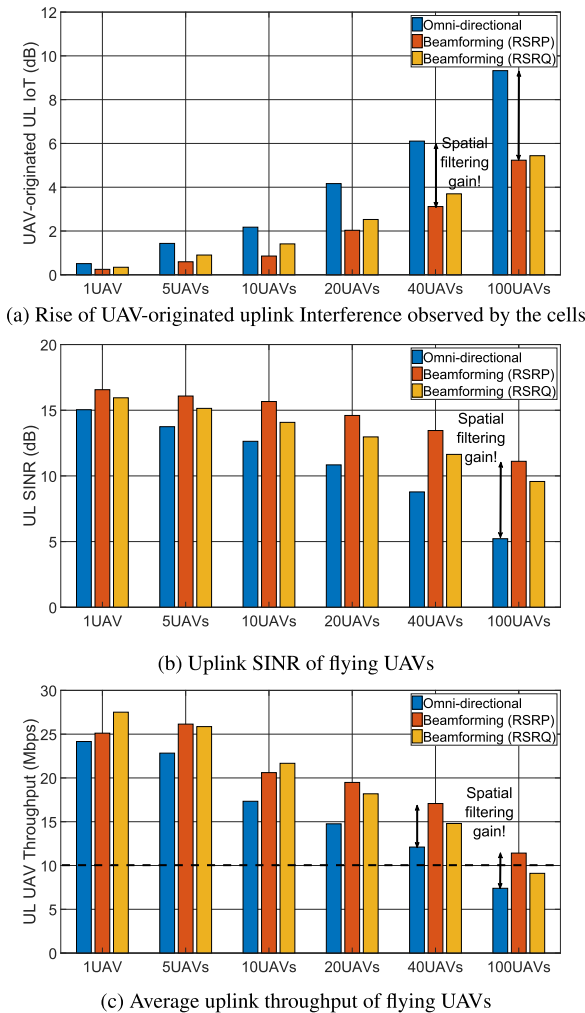 12
10
8
6
4
2
0
UAV-originated UL IoT (dB)
Omni-directional
Beamforming (RSRP)
Beamforming (RSRQ)
Spatial
filtering
gain!
1UAV 5UAVs 10UAVs 20UAVs 40UAVs 100UAVs
(a) Rise of UAV-originated uplink Interference observed by the cells
20
15
10
5
0
UL SINR (dB)
Omni-directional
Beamforming (RSRP)
Beamforming (RSRQ)
Spatial
filtering
gain!
1UAV 5UAVs 10UAVs 20UAVs 40UAVs 100UAVs
(b) Uplink SINR of flying UAVs
30
25
20
15
10
5
0
UL UAV Throughput (Mbps)
Omni-directional
Beamforming (RSRP)
Beamforming (RSRQ)
Spatial
filtering
gain!
1UAV 5UAVs 10UAVs 20UAVs 40UAVs 100UAVs
(c) Average uplink throughput of flying UAVs